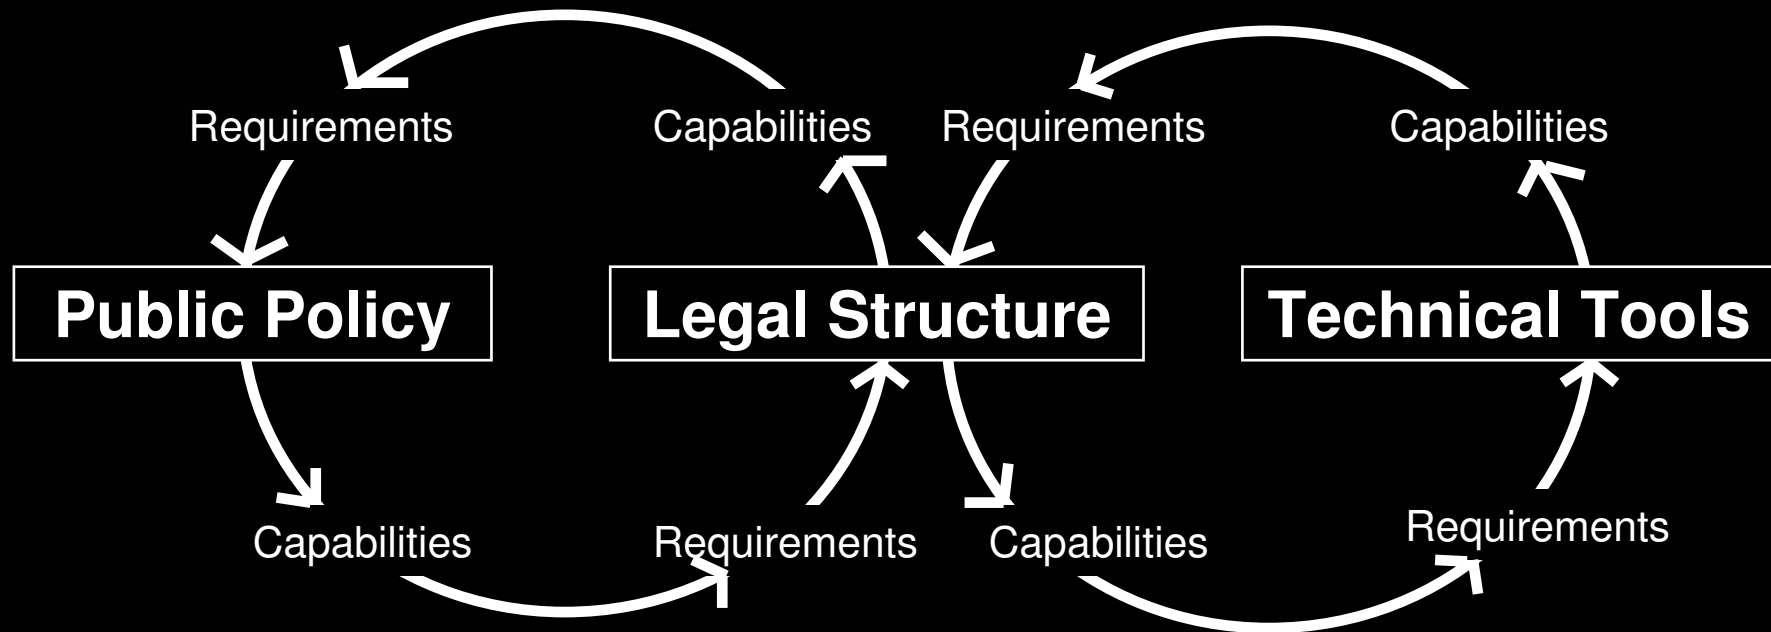 Requirements
Capabilities
Requirements
Capabilities
Public Policy
Legal Structure
Technical Tools
Capabilities
Requirements
Capabilities
Requirements